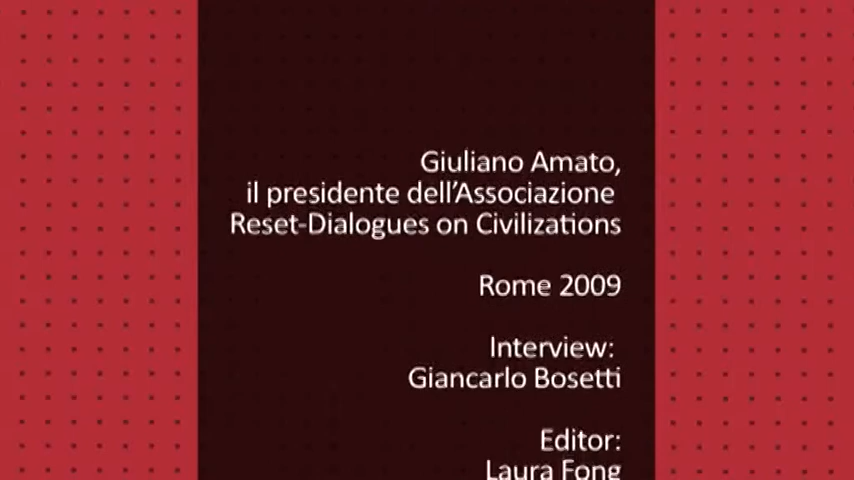 Giuliano Amato,
il presidente dell'Associazione
Reset-Dialogues on Civilizations
Rome 2009
Interview:
Giancarlo Bosetti
Editor:
Laura Fong